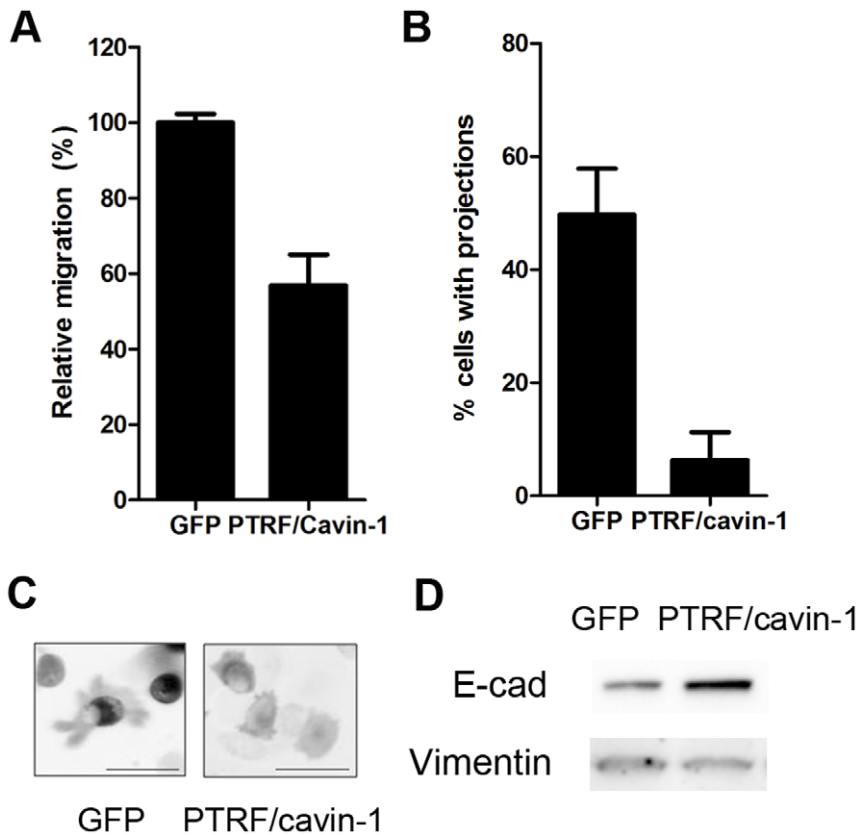 A
Relative migration (%)
120
100
80
60
40
20
0
GFP PTRF/Cavin-1
B
% cells with projections
80
60
40
20
0
GFP PTRF/cavin-1
C
GFP PTRF/cavin-1
D
GFP PTRF/cavin-1
E-cad
Vimentin